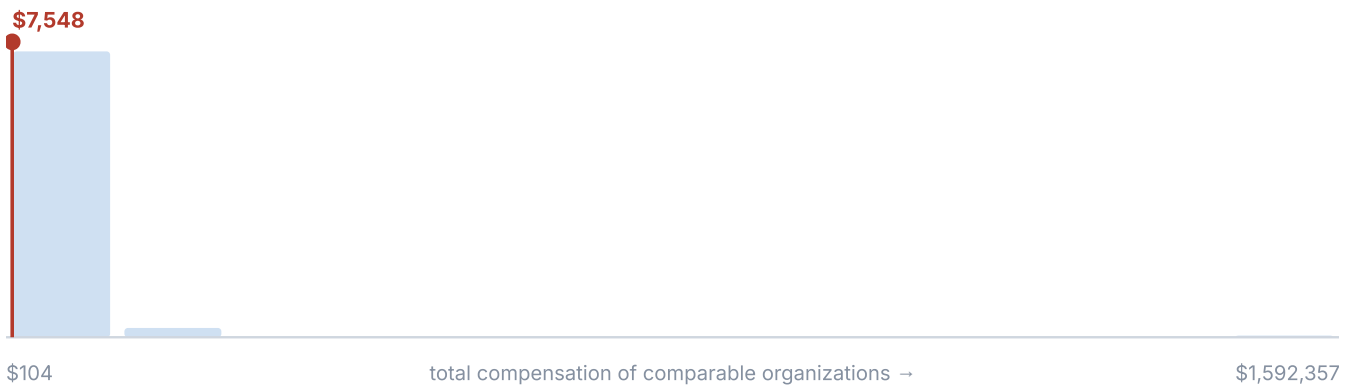 $7,548
$104
total compensation of comparable organizations →
$1,592,357